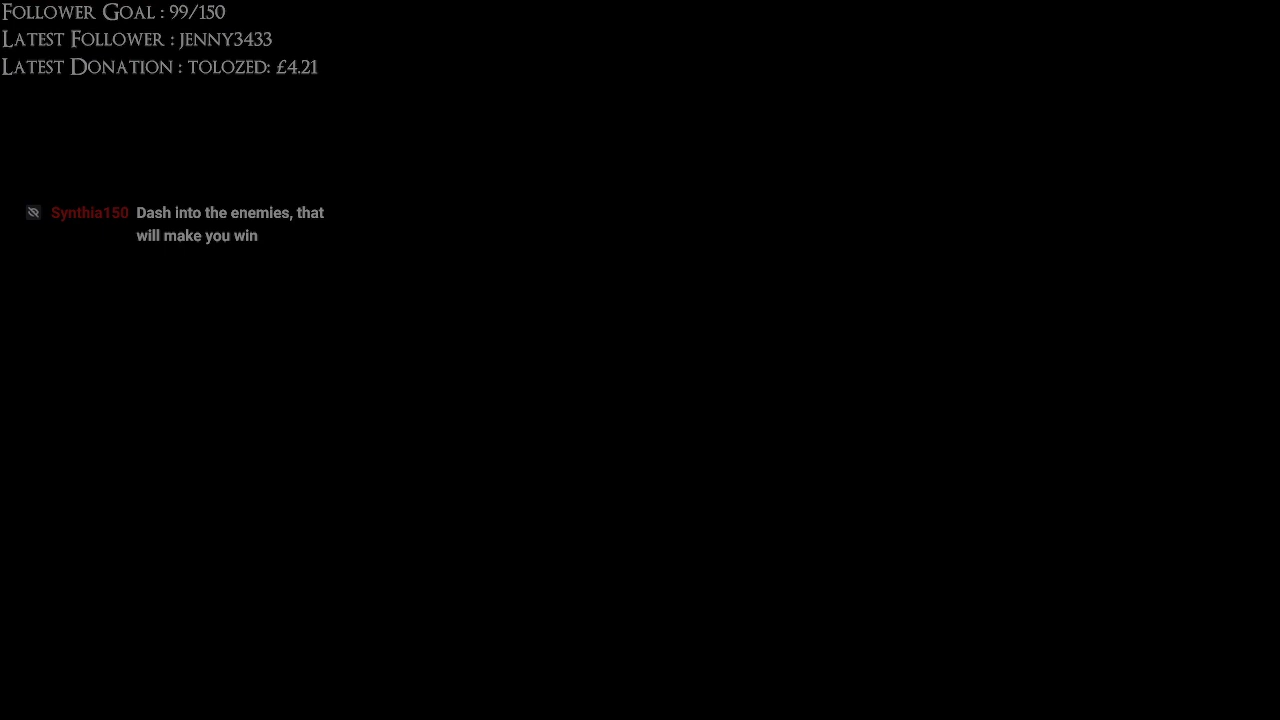 Follower Goal : 99/150
Latest Follower : jenny3433
Latest Donation : tolozed: £4.21
Synthia150 Dash into the enemies, that
will make you win